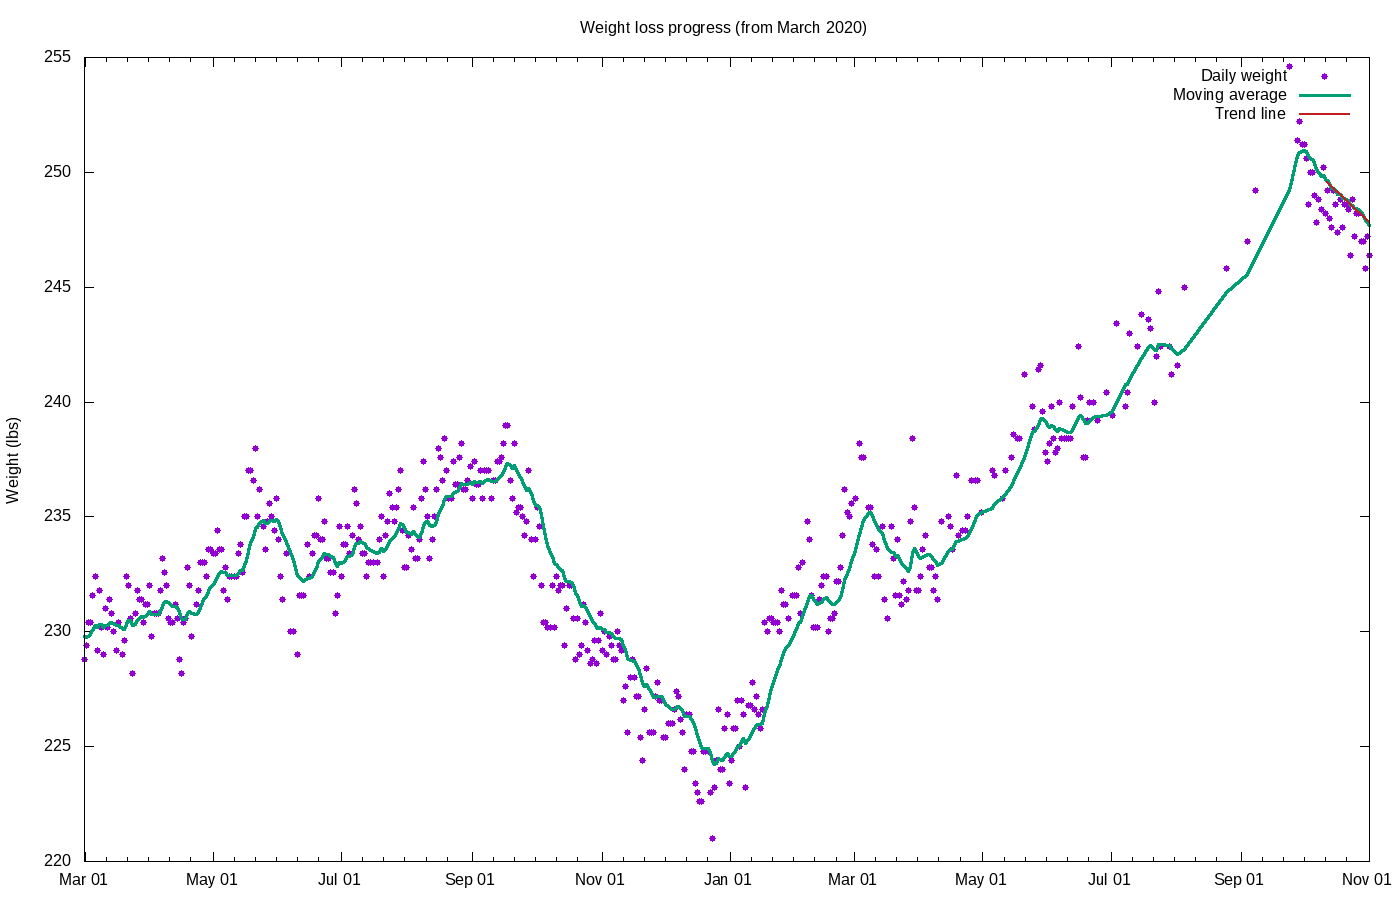 Weight loss progress (from March 2020)
255
250
245
240
235
230
225
220
Weight (lbs)
Daily weight
Moving average
Trend line
Mar 01 May 01 Jul 01 Sep 01 Nov 01 Jan 01 Mar 01 May 01 Jul 01 Sep 01 Nov 01